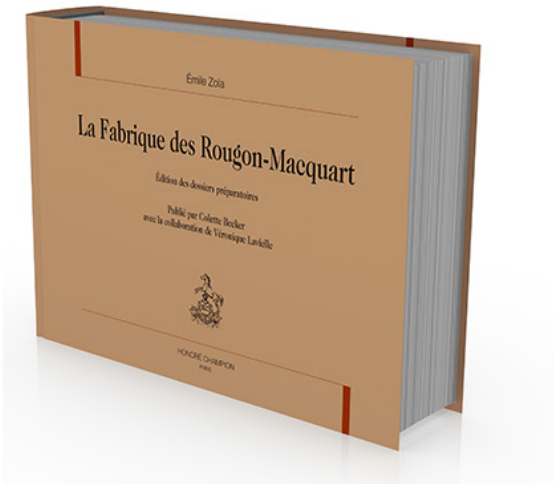 Émile Zola
La Fabrique des Rougon-Macquart
Édition des dossiers préparatoires
Publié par Colette Becker
avec la collaboration de Véronique Lavielle
HONORÉ CHAMPION
PARIS